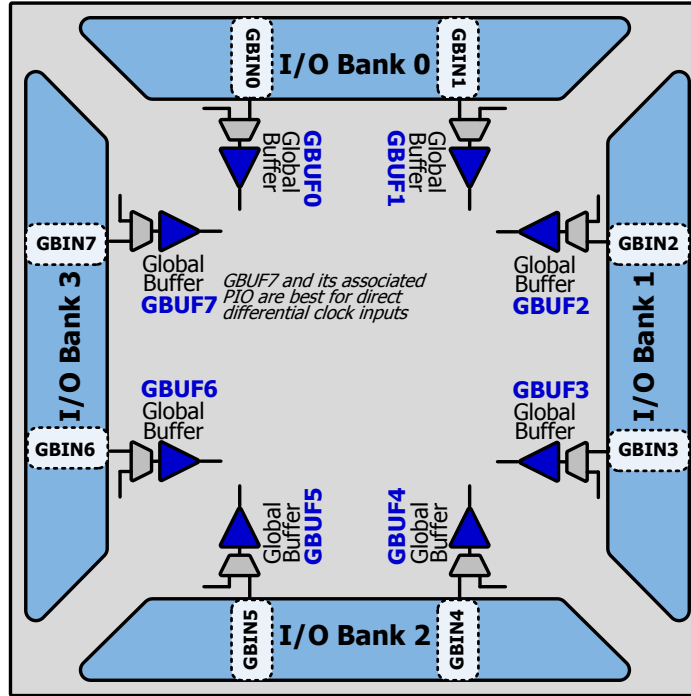 GBIN0
I/O Bank 0
GBIN1
Global
Buffer
GBUF0
Global
Buffer
GBUF1
GBIN7
Global
Buffer
GBUF7
GBUF7 and its associated
PIO are best for direct
differential clock inputs
GBIN2
Global
Buffer
GBUF2
I/O Bank 3
I/O Bank 1
GBUF6
Global
Buffer
GBIN6
GBUF3
Global
Buffer
GBIN3
Global
Buffer
GBUF5
GBUF4
Global
Buffer
GBIN5
I/O Bank 2
GBIN4